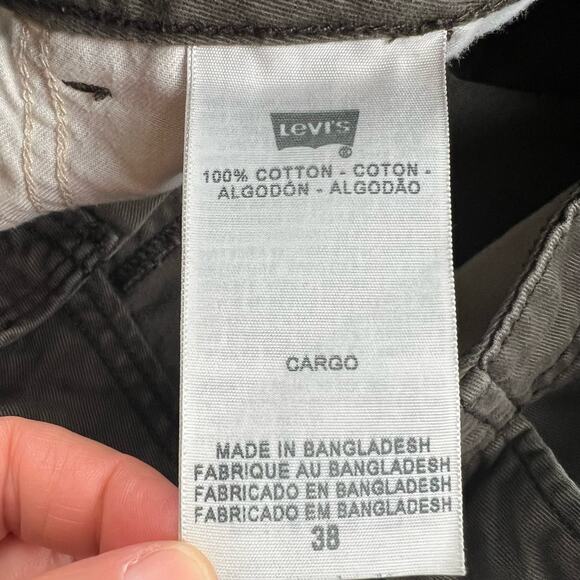 Levi's
®
100% COTTON - COTON -
ALGODÓN - ALGODÃO
CARGO
MADE IN BANGLADESH
FABRIQUE AU BANGLADESH
FABRICADO EN BANGLADESH
FABRICADO EM BANGLADESH
38